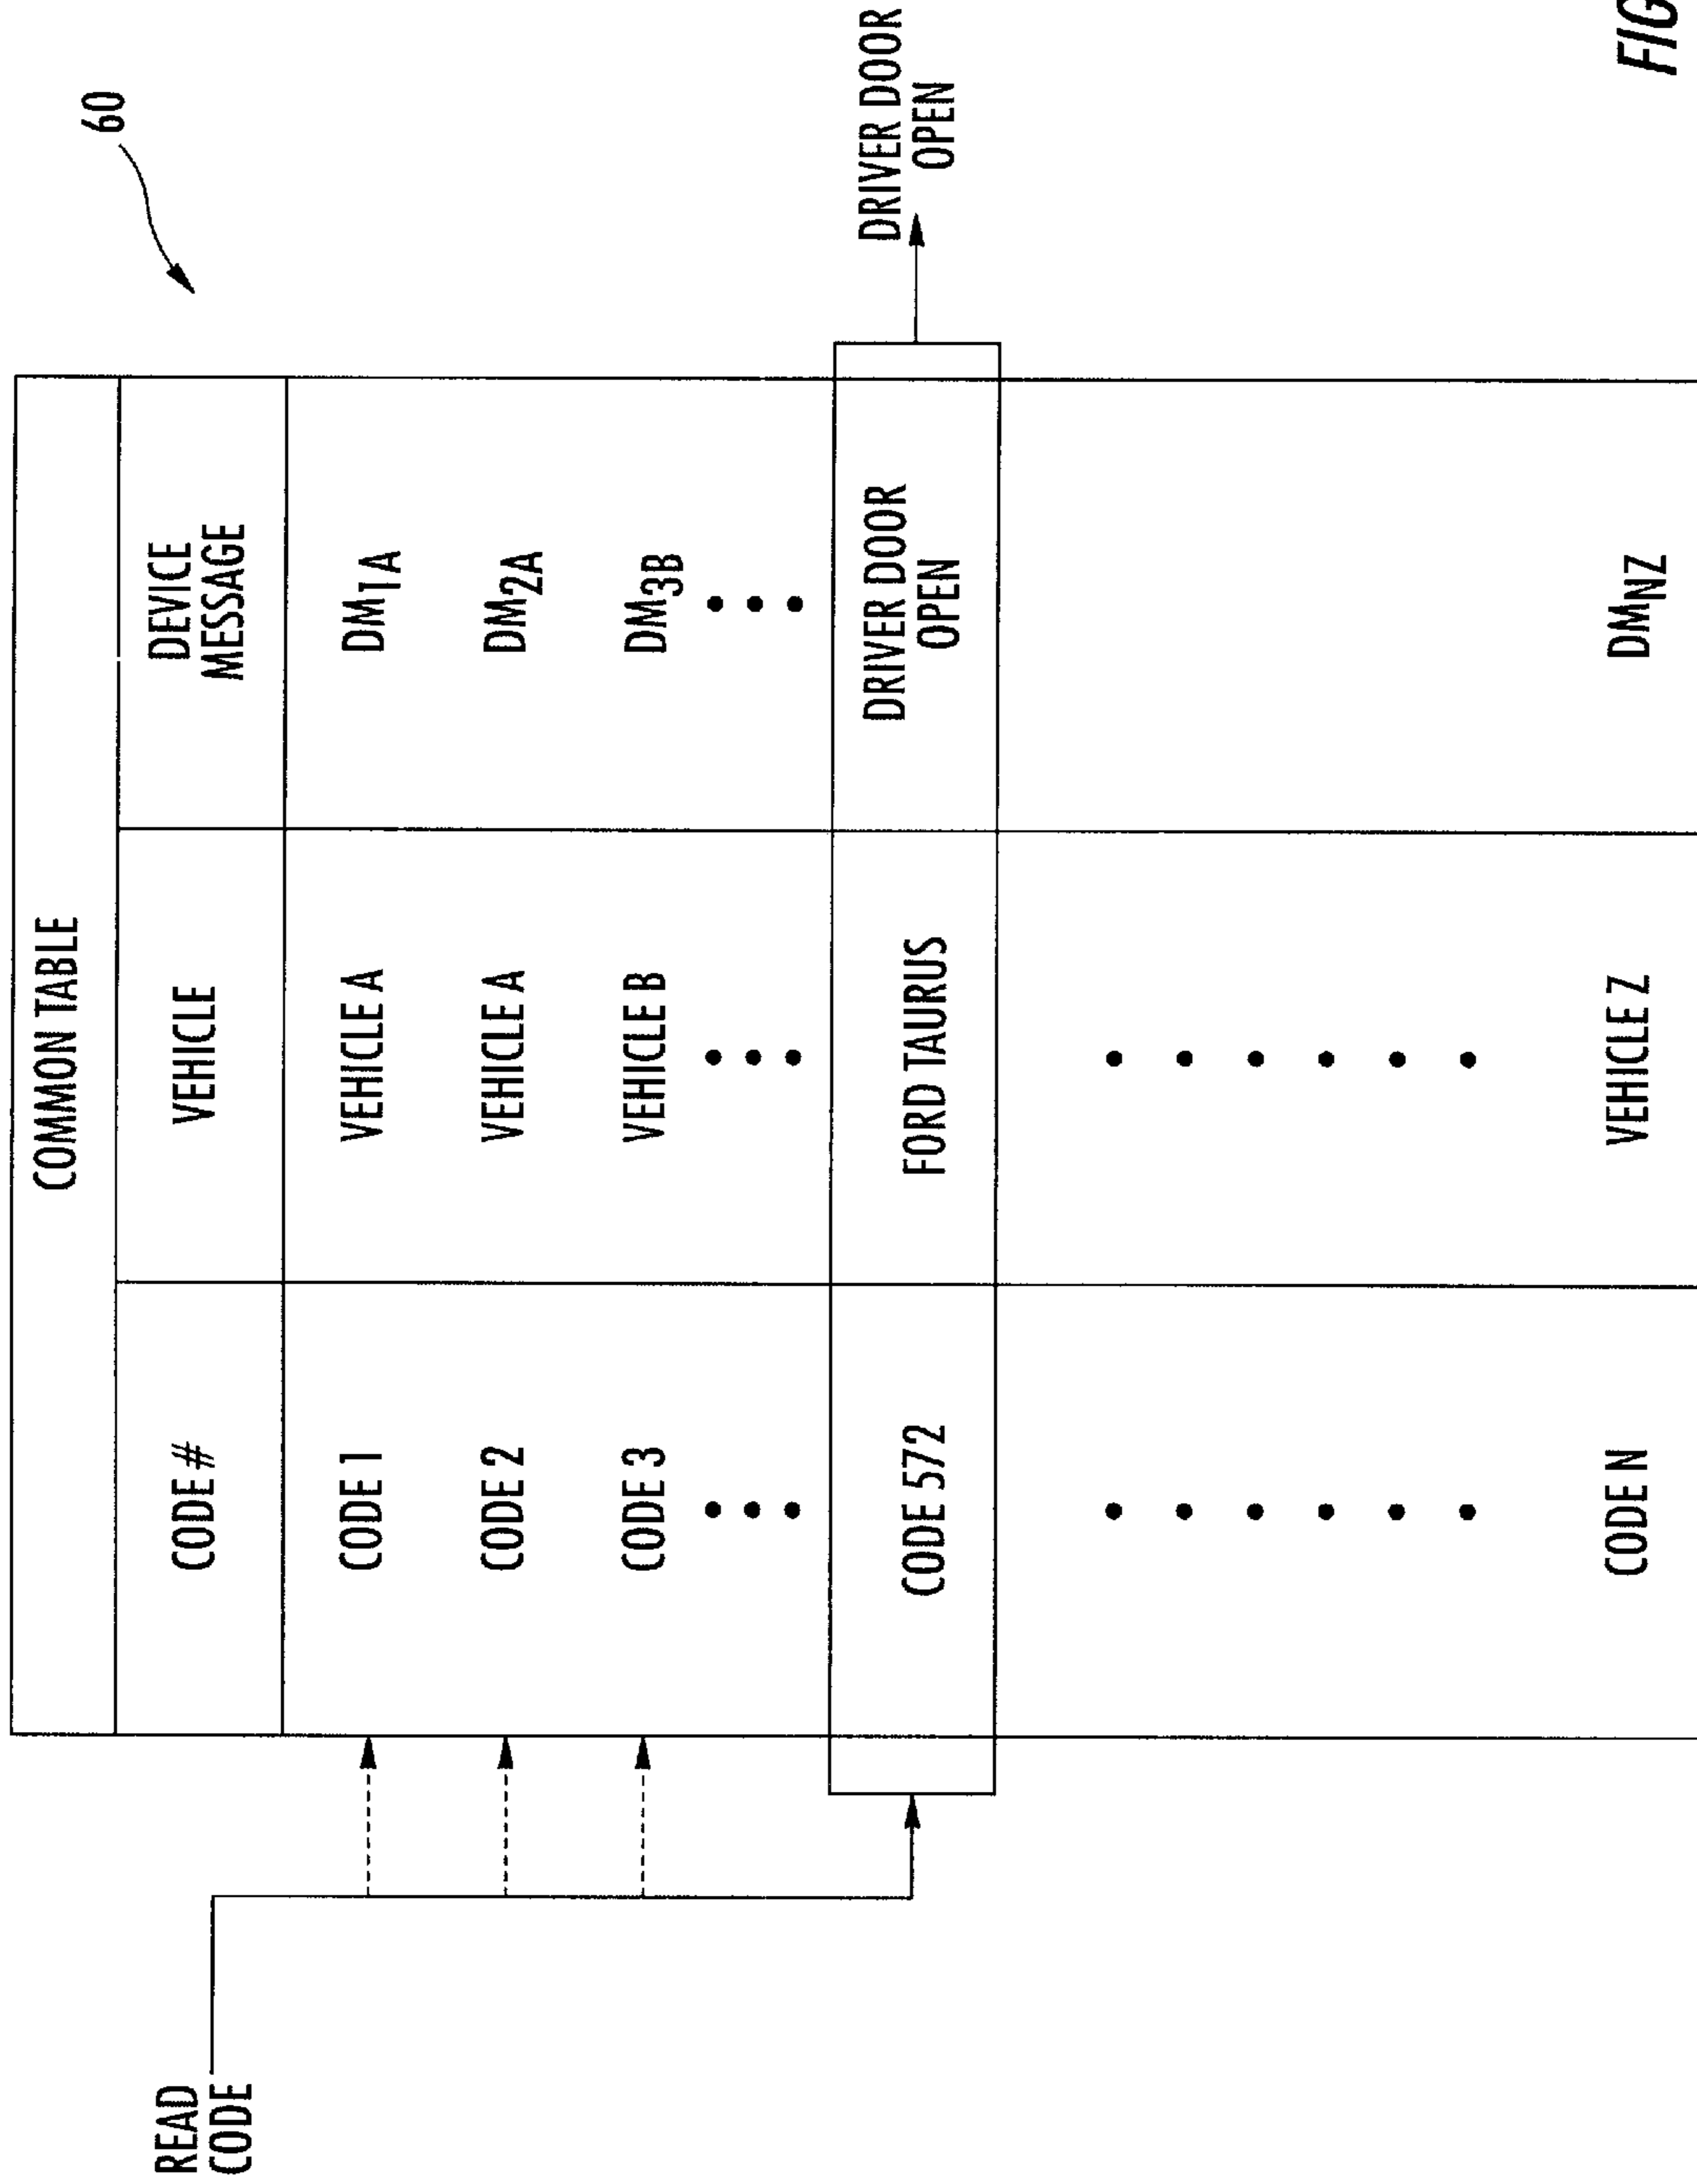 60
COMMON TABLE
CODE #
VEHICLE
DEVICE
MESSAGE
CODE 1
VEHICLE A
DM1A
CODE 2
VEHICLE A
DM2A
CODE 3
VEHICLE B
DM3B
READ
CODE
CODE 572
FORD TAURUS
DRIVER DOOR
OPEN
DRIVER DOOR
OPEN
CODE N
VEHICLE Z
DMNZ
FIG